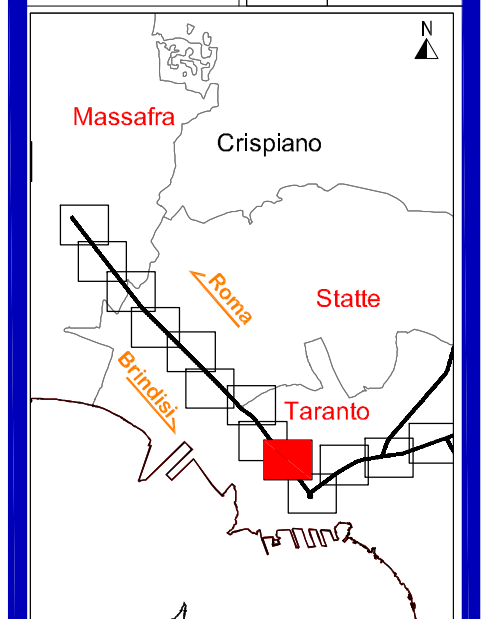 N
Massafra
Crispiano
Roma
Statte
Brindisi
Taranto